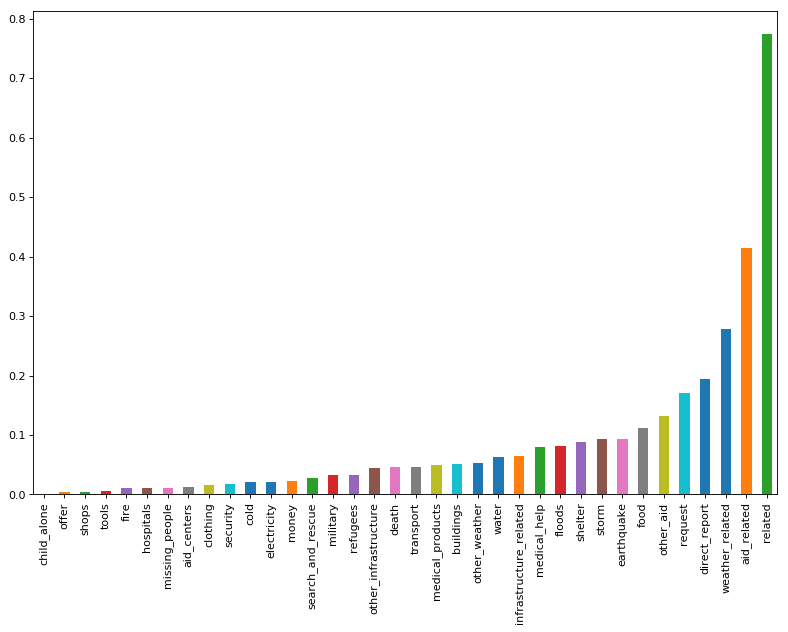 0.8
0.7
0.6
0.5
0.4
0.3
0.2
0.1
0.0
child_alone
offer
shops
tools
fire
hospitals
missing_people
aid_centers
clothing
security
cold
electricity
money
search_and_rescue
military
refugees
other_infrastructure
death
transport
medical_products
buildings
other_weather
water
infrastructure_related
medical_help
floods
shelter
storm
earthquake
food
other_aid
request
direct_report
weather_related
aid_related
related